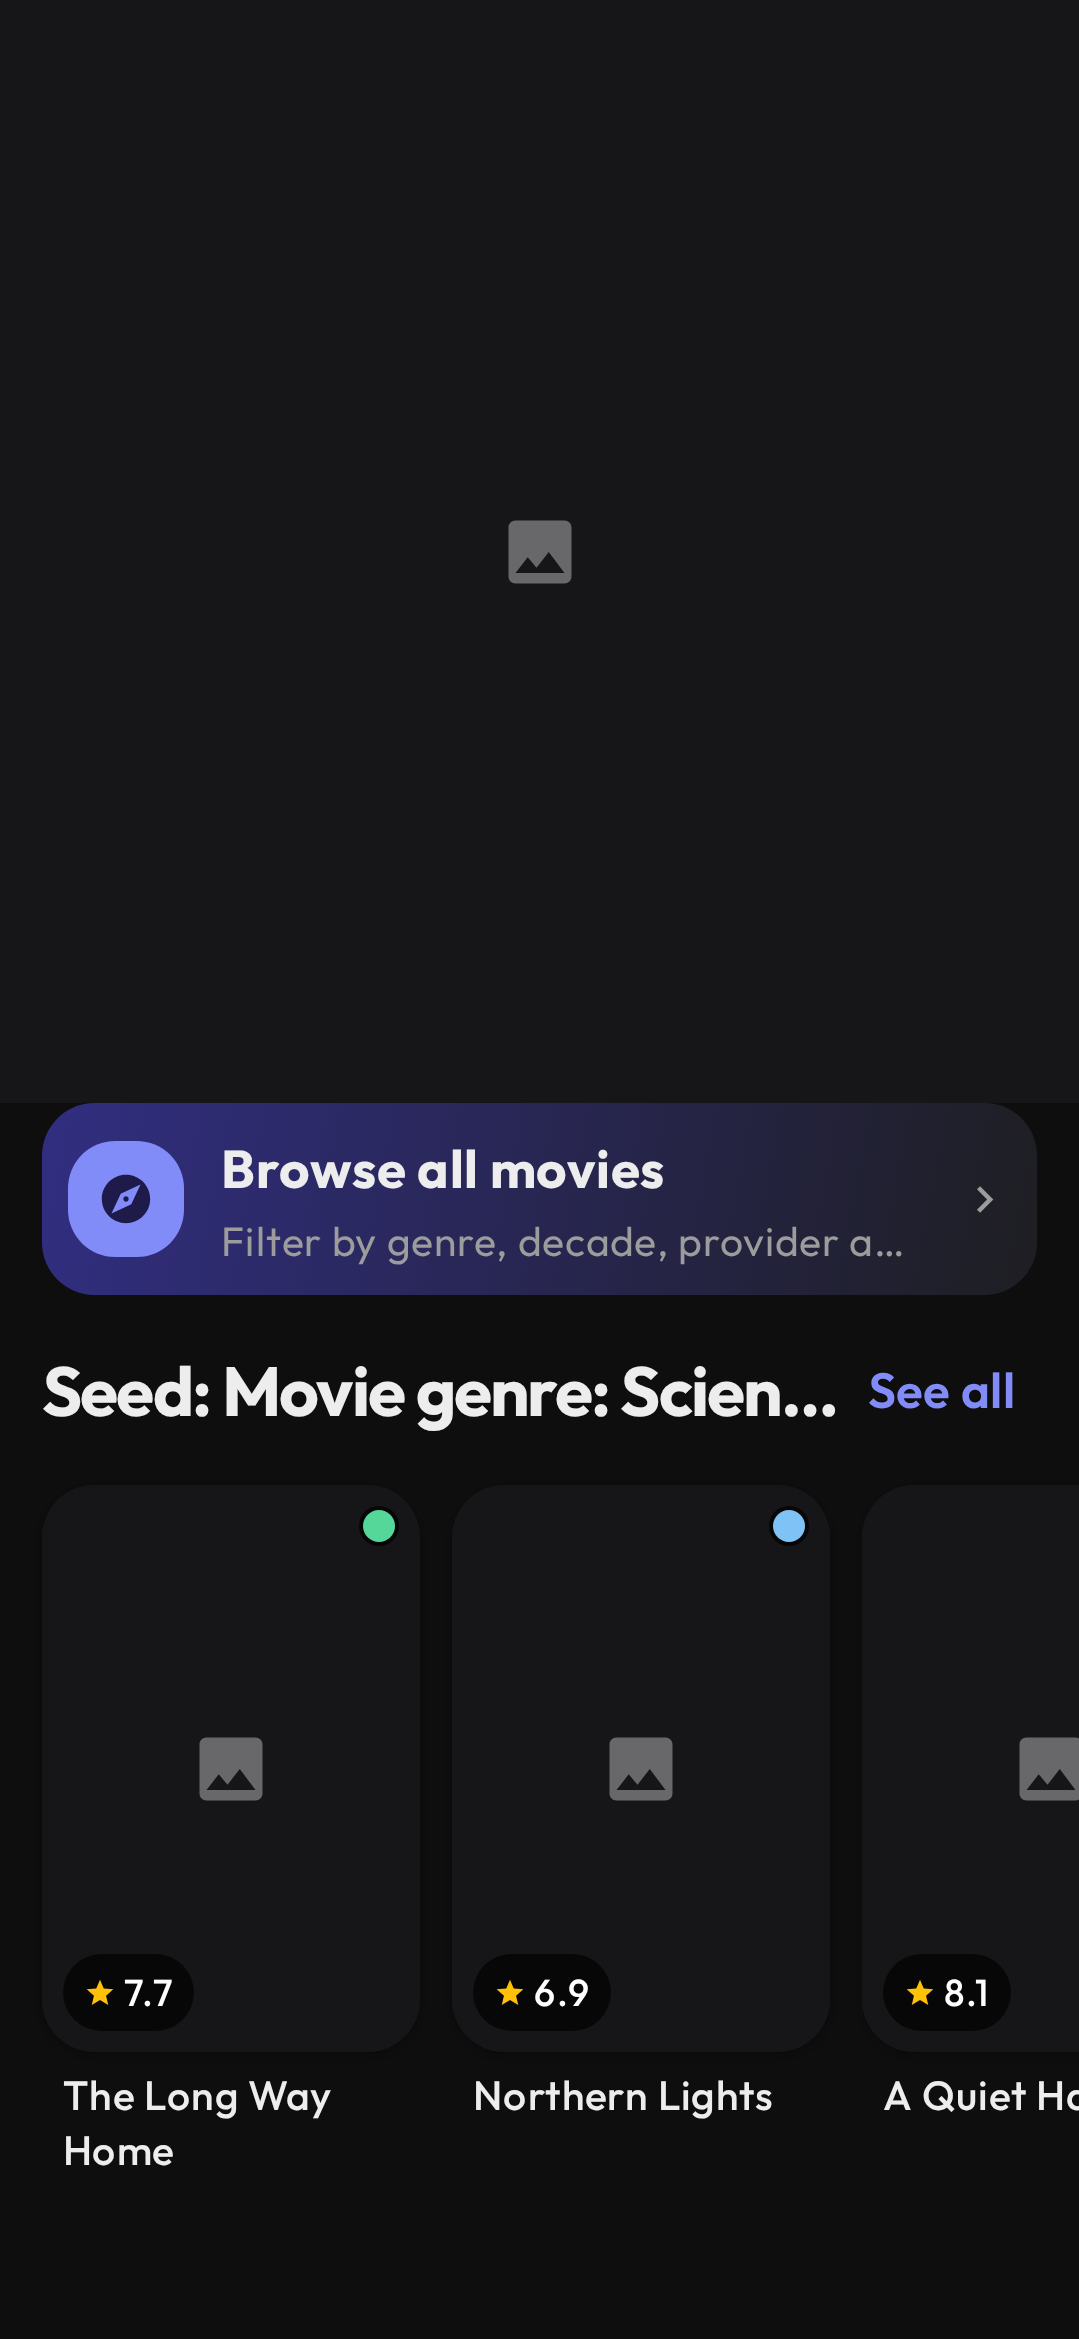 Browse all movies
Filter by genre, decade, provider a...
Seed: Movie genre: Scien... See all
7.7
6.9
8.1
The Long Way
Home
Northern Lights
A Quiet